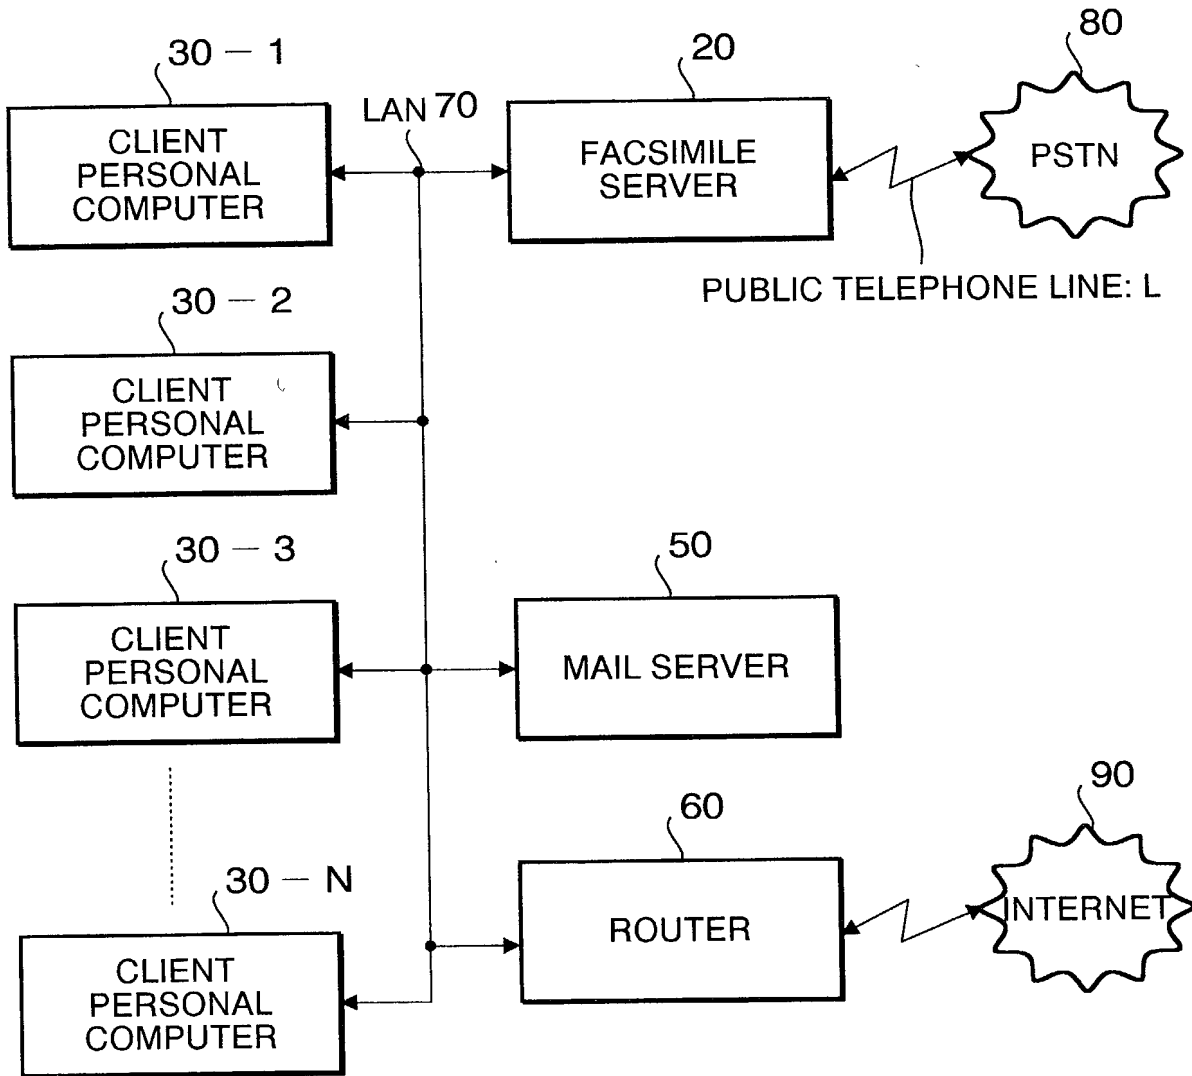 30 — 1
CLIENT
PERSONAL
COMPUTER
LAN 70
20
FACSIMILE
SERVER
80
PSTN
PUBLIC TELEPHONE LINE: L
30 — 2
CLIENT
PERSONAL
COMPUTER
30 — 3
CLIENT
PERSONAL
COMPUTER
50
MAIL SERVER
60
ROUTER
90
INTERNET
30 — N
CLIENT
PERSONAL
COMPUTER